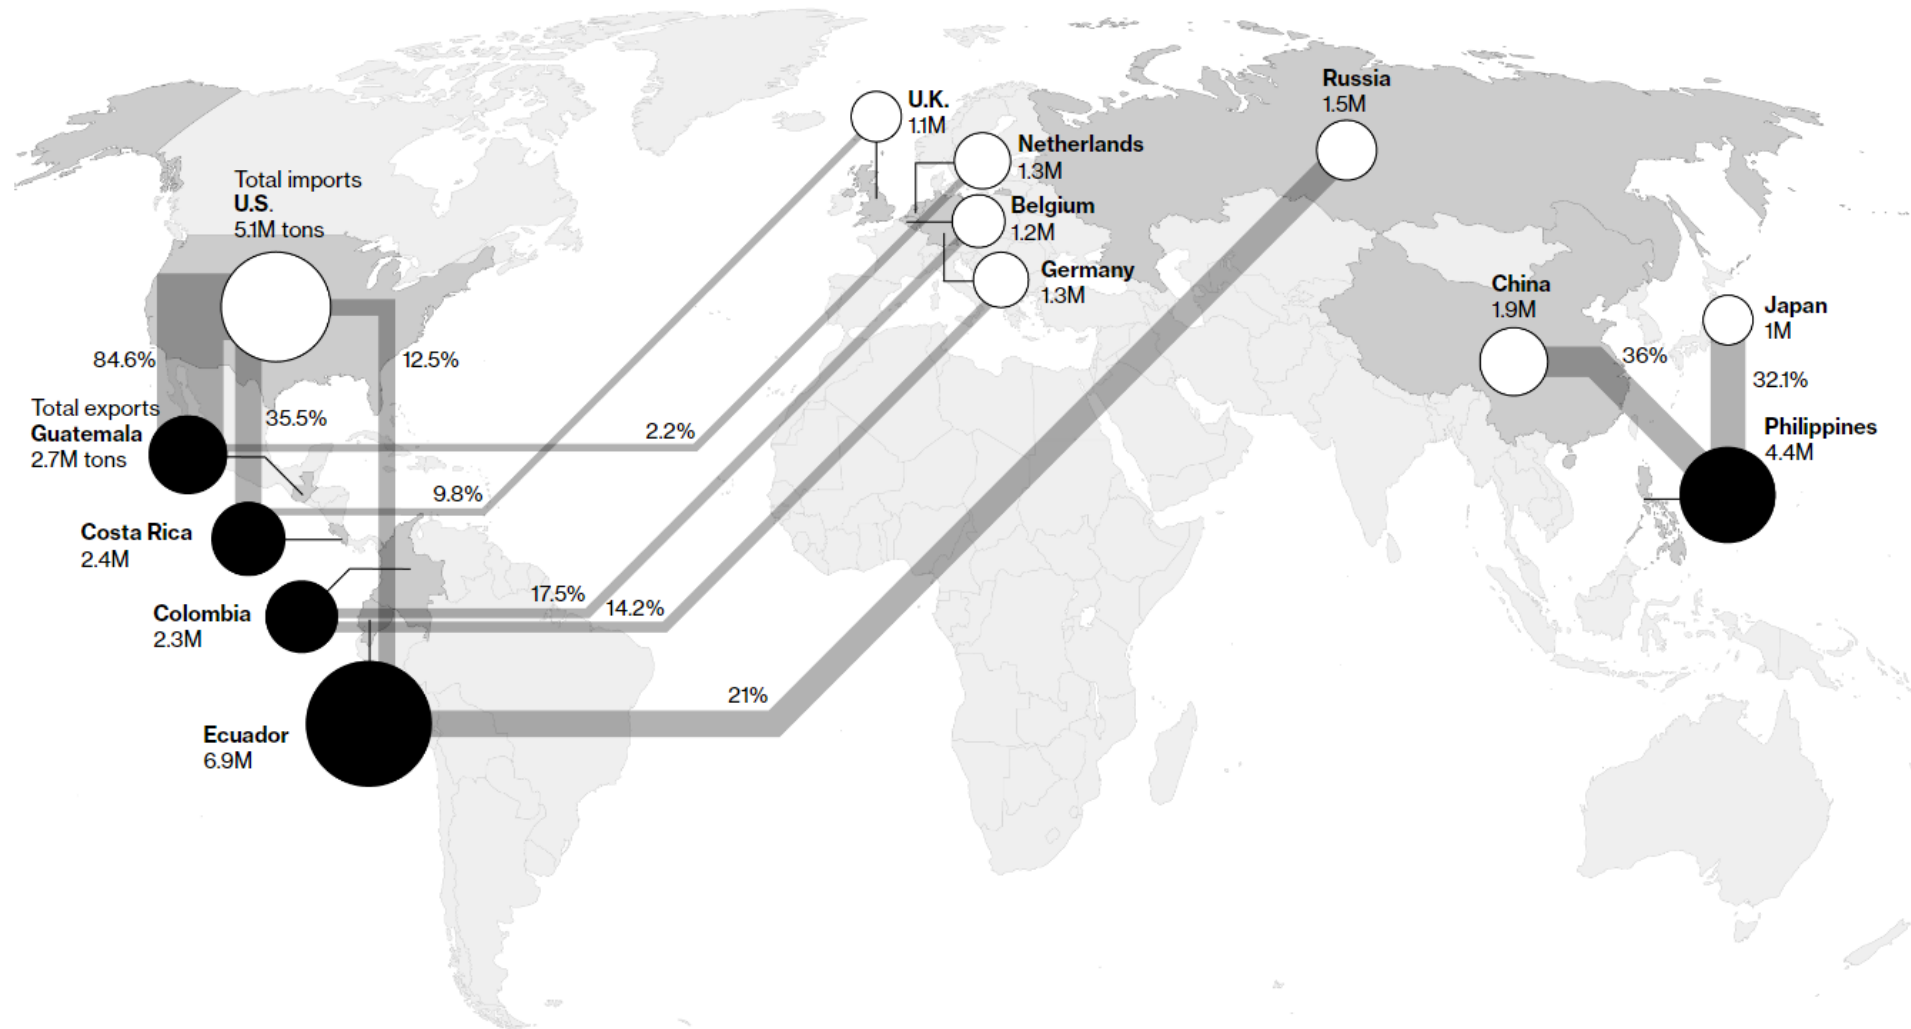 U.K.
1.1M
Netherlands
1.3M
Belgium
1.2M
Germany
1.3M
Russia
1.5M
China
1.9M
Japan
1M
Total imports
U.S.
5.1M tons
84.6%
12.5%
35.5%
36%
32.1%
Total exports
Guatemala
2.7M tons
2.2%
Philippines
4.4M
9.8%
Costa Rica
2.4M
17.5%
14.2%
Colombia
2.3M
21%
Ecuador
6.9M